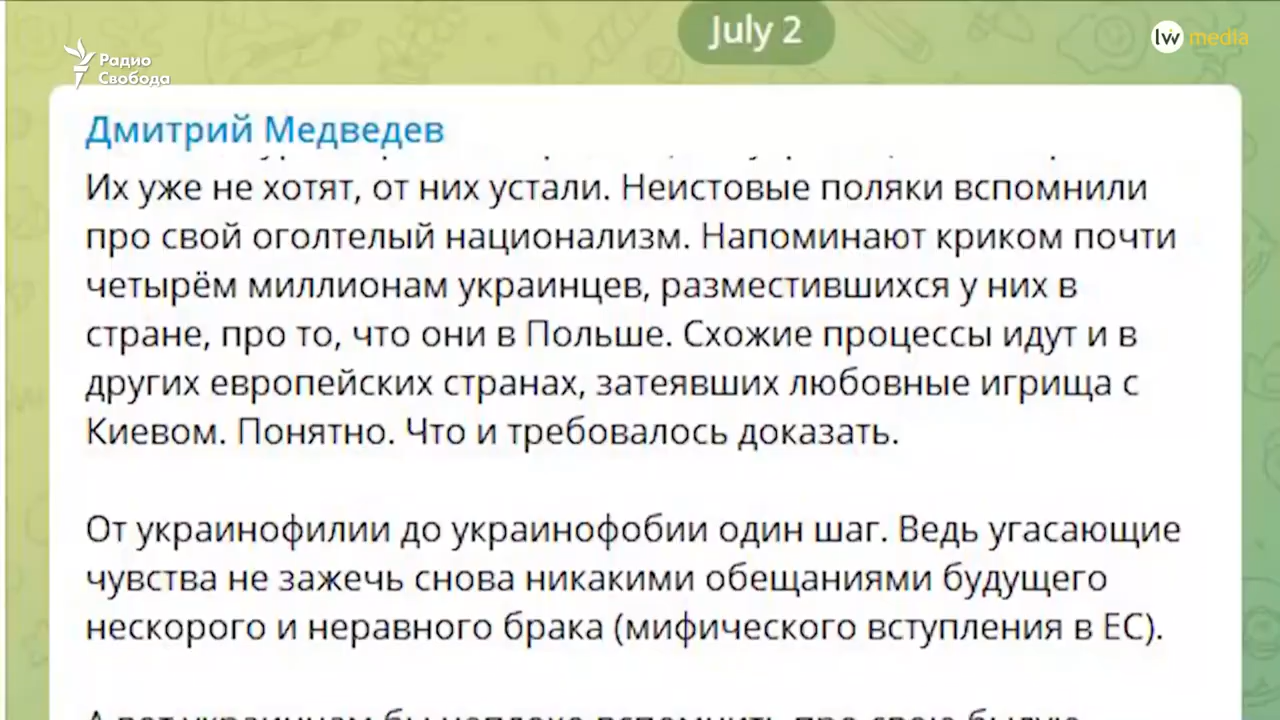 July 2
lw media
Радио
Свобода
Дмитрий Медведев
Их уже не хотят, от них устали. Неистовые поляки вспомнили
про свой оголтелый национализм. Напоминают криком почти
четырём миллионам украинцев, разместившихся у них в
стране, про то, что они в Польше. Схожие процессы идут и в
других европейских странах, затеявших любовные игрища с
Киевом. Понятно. Что и требовалось доказать.
От украинофилии до украинофобии один шаг. Ведь угасающие
чувства не зажечь снова никакими обещаниями будущего
нескорого и неравного брака (мифического вступления в ЕС).